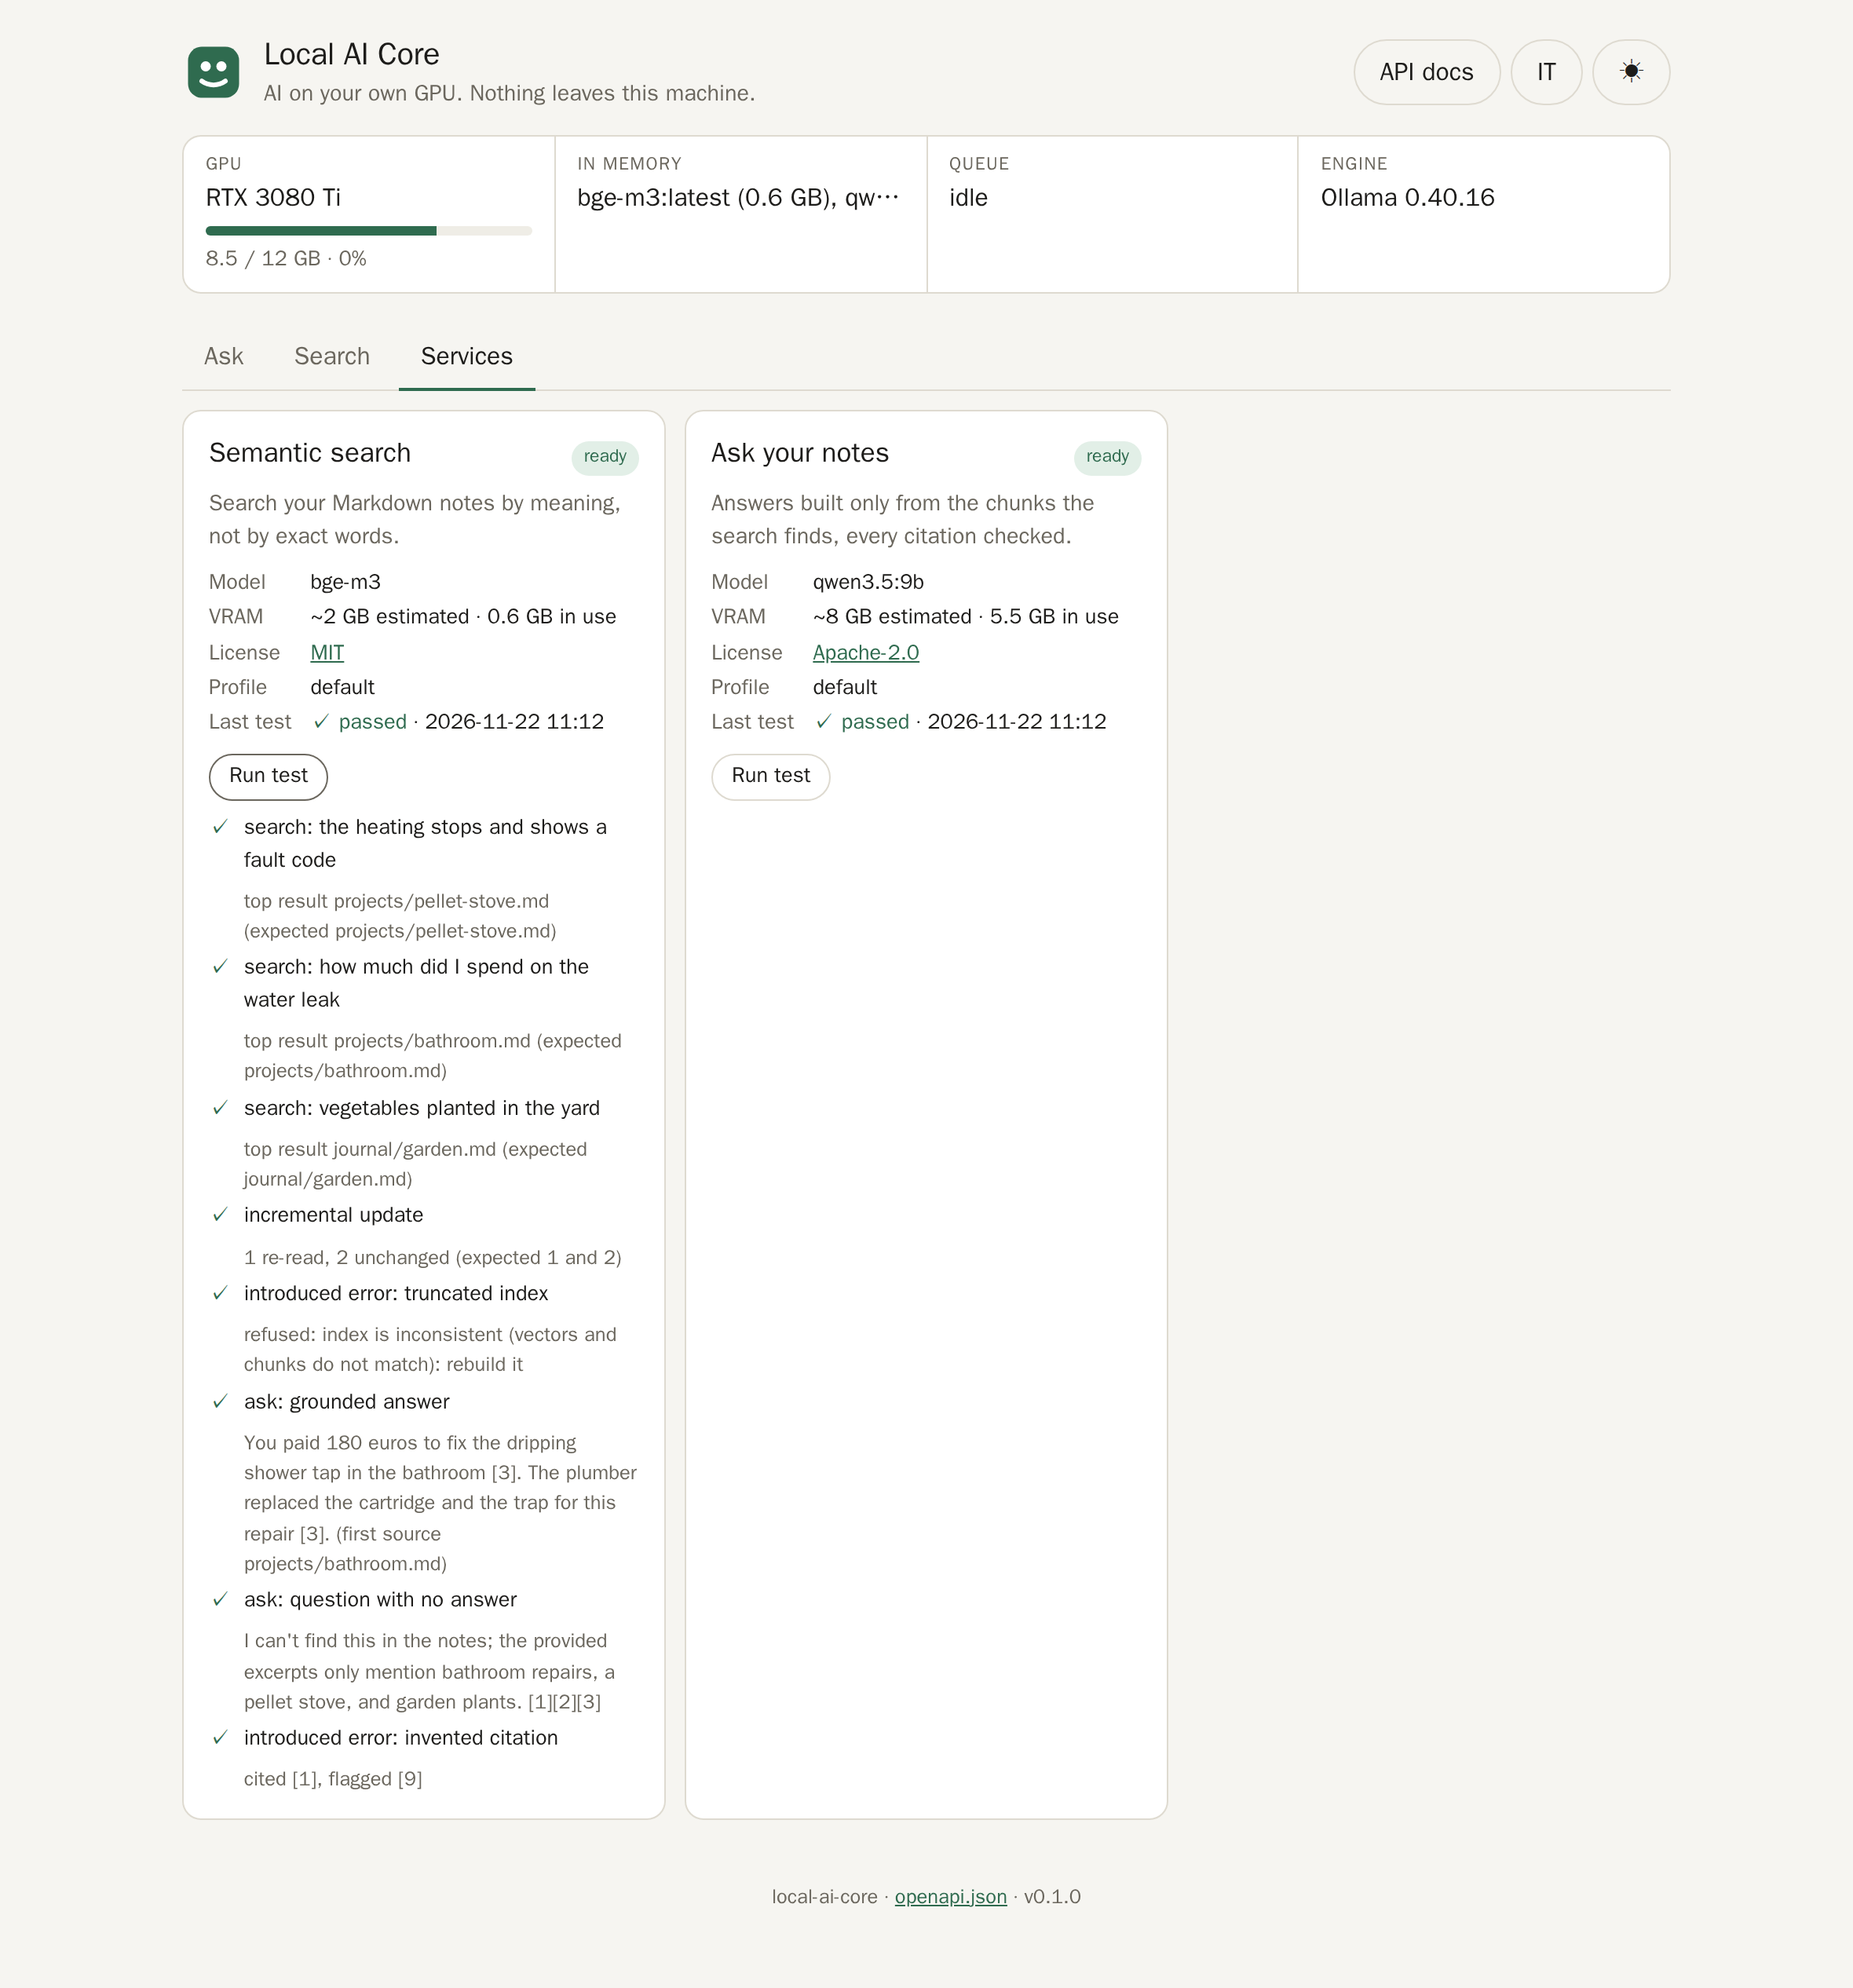 Local AI Core
AI on your own GPU. Nothing leaves this machine.
API docs
IT
GPU
RTX 3080 Ti
8.5 / 12 GB · 0%
IN MEMORY
bge-m3:latest (0.6 GB), qw···
QUEUE
idle
ENGINE
Ollama 0.40.16
Ask
Search
Services
Semantic search
ready
Search your Markdown notes by meaning,
not by exact words.
Model bge-m3
VRAM ~2 GB estimated · 0.6 GB in use
License MIT
Profile default
Last test ✓ passed · 2026-11-22 11:12
Run test
✓ search: the heating stops and shows a
fault code
top result projects/pellet-stove.md
(expected projects/pellet-stove.md)
✓ search: how much did I spend on the
water leak
top result projects/bathroom.md (expected
projects/bathroom.md)
✓ search: vegetables planted in the yard
top result journal/garden.md (expected
journal/garden.md)
✓ incremental update
1 re-read, 2 unchanged (expected 1 and 2)
✓ introduced error: truncated index
refused: index is inconsistent (vectors and
chunks do not match): rebuild it
✓ ask: grounded answer
You paid 180 euros to fix the dripping
shower tap in the bathroom [3]. The plumber
replaced the cartridge and the trap for this
repair [3]. (first source
projects/bathroom.md)
✓ ask: question with no answer
I can't find this in the notes; the provided
excerpts only mention bathroom repairs, a
pellet stove, and garden plants. [1][2][3]
✓ introduced error: invented citation
cited [1], flagged [9]
Ask your notes
ready
Answers built only from the chunks the
search finds, every citation checked.
Model qwen3.5:9b
VRAM ~8 GB estimated · 5.5 GB in use
License Apache-2.0
Profile default
Last test ✓ passed · 2026-11-22 11:12
Run test
local-ai-core · openapi.json · v0.1.0